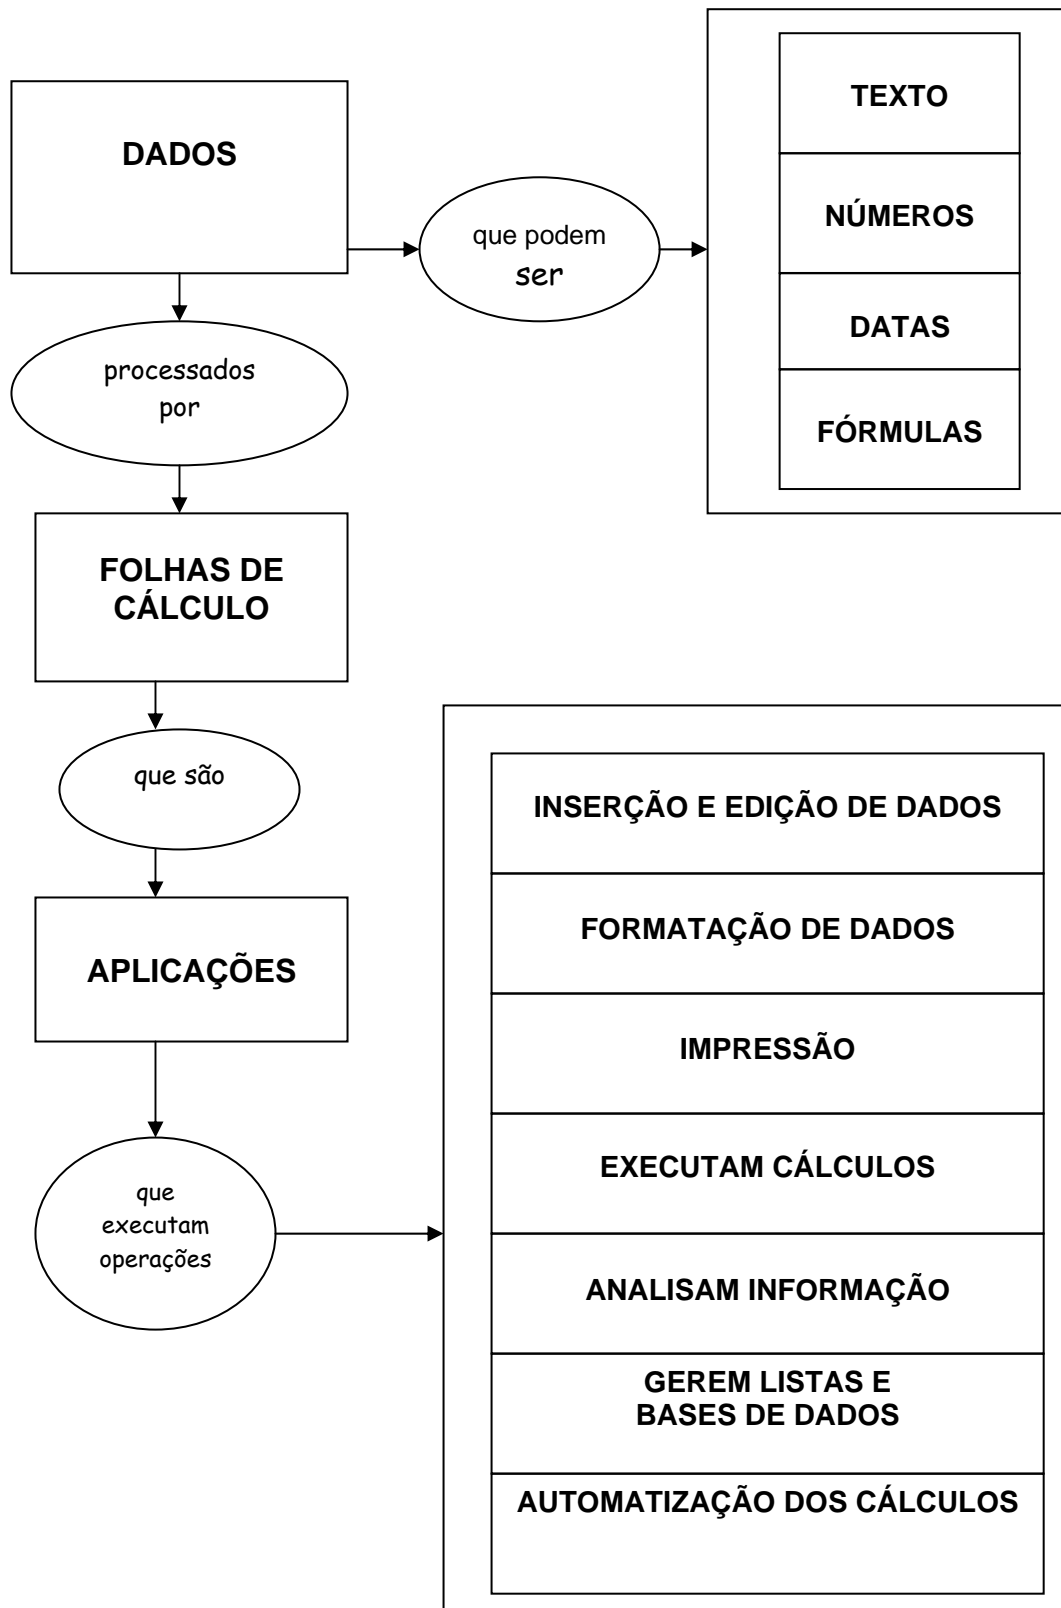 DADOS
que podem
ser
TEXTO
NÚMEROS
DATAS
FÓRMULAS
processados
por
FOLHAS DE
CÁLCULO
que são
APLICAÇÕES
que
executam
operações
INSERÇÃO E EDIÇÃO DE DADOS
FORMATAÇÃO DE DADOS
IMPRESSÃO
EXECUTAM CÁLCULOS
ANALISAM INFORMAÇÃO
GEREM LISTAS E
BASES DE DADOS
AUTOMATIZAÇÃO DOS CÁLCULOS